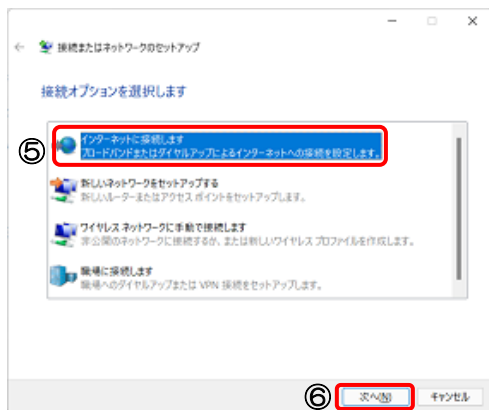 接続またはネットワークのセットアップ
接続オプションを選択します
⑤
インターネットに接続します
ブロードバンドまたはダイヤルアップによるインターネットへの接続を設定します。
新しいネットワークをセットアップする
新しいルーターまたはアクセス ポイントをセットアップします。
ワイヤレス ネットワークに手動で接続します
非公開のネットワークに接続するか、または新しいワイヤレス プロファイルを作成します。
職場に接続します
職場へのダイヤルアップまたは VPN 接続をセットアップします。
⑥ 次へ(N) キャンセル